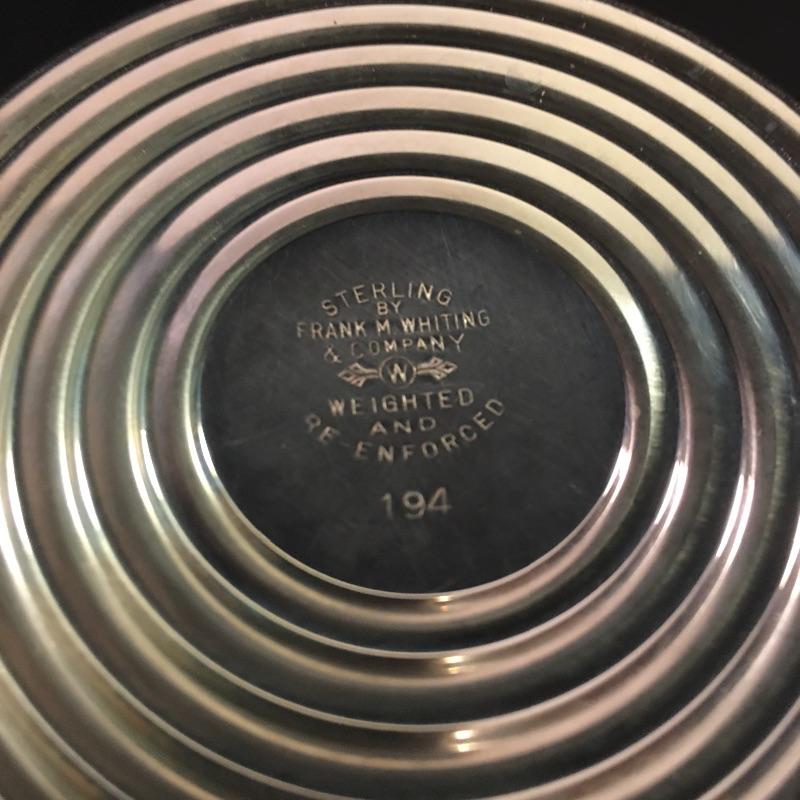 STERLING
BY
FRANK M. WHITING
& COMPANY
W
WEIGHTED
AND
RE-ENFORCED
194